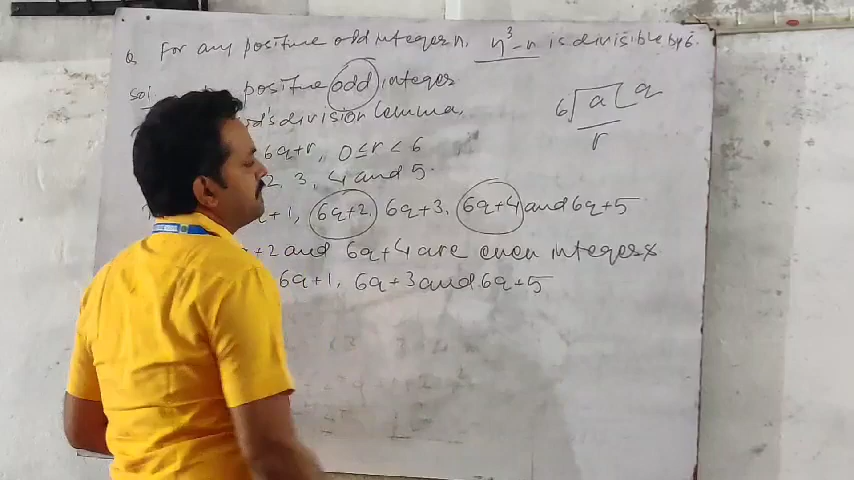 Q For any positive odd integer n, n³-n is divisible by 6.
Sol. positive odd integer
division lemma,
6q+r, 0≤r<6
2, 3, 4 and 5.
+1, 6q+2, 6q+3, 6q+4 and 6q+5
+2 and 6q+4 are even integers
6q+1, 6q+3 and 6q+5
6 a q
r